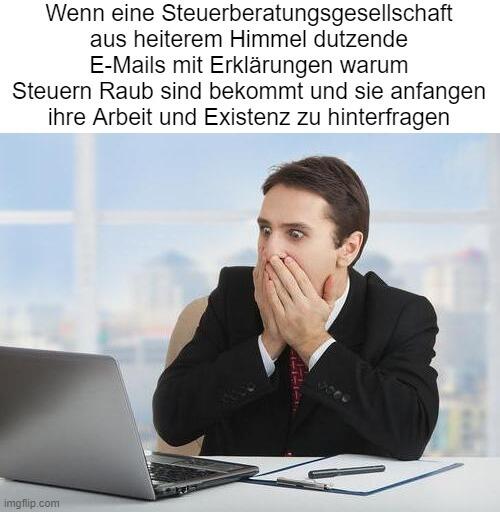 Wenn eine Steuerberatungsgesellschaft
aus heiterem Himmel dutzende
E-Mails mit Erklärungen warum
Steuern Raub sind bekommt und sie anfangen
ihre Arbeit und Existenz zu hinterfragen
imgflip.com